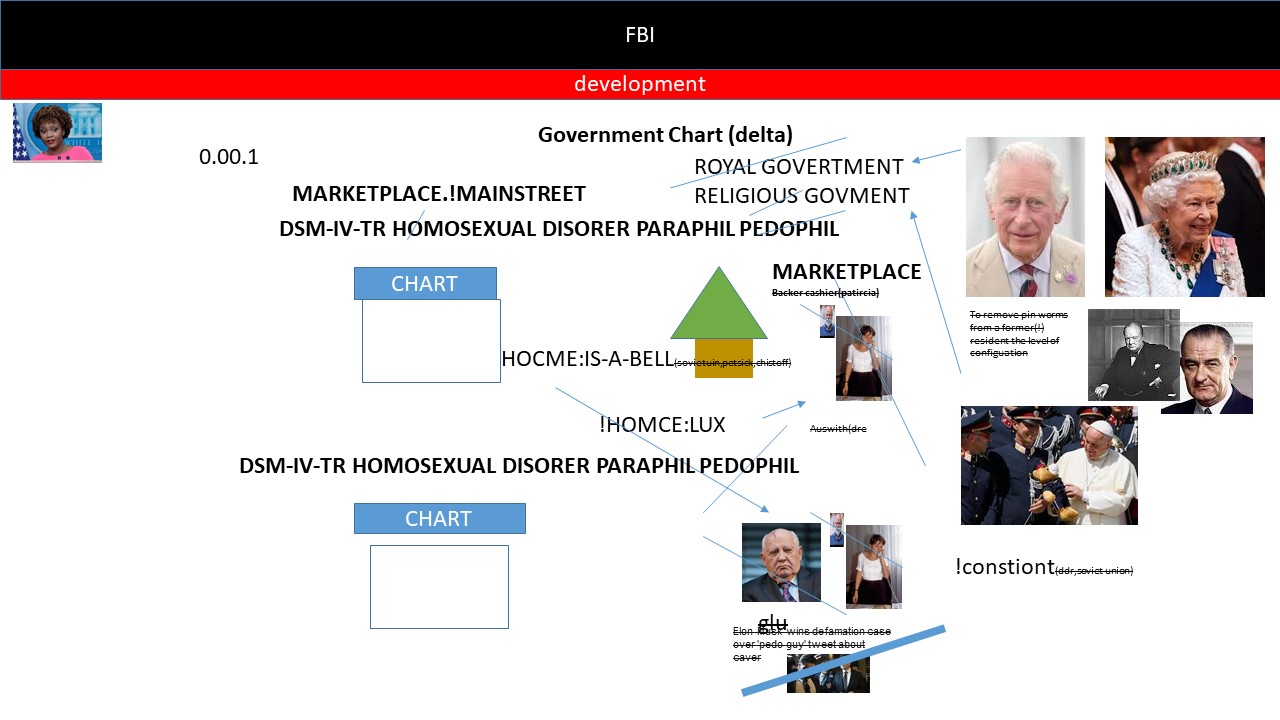 FBI
development
Government Chart (delta)
0.00.1
ROYAL GOVERTMENT
MARKETPLACE.!MAINSTREET
RELIGIOUS GOVMENT
DSM-IV-TR HOMOSEXUAL DISORER PARAPHIL PEDOPHIL
CHART
MARKETPLACE
Backer cashier(patircia)
To remove pin worms
from a former(!)
resident the level of
configuation
HOCME:IS-A-BELL(sovietuin,petsick,chistoff)
!HOMCE:LUX
Auswith(dre
DSM-IV-TR HOMOSEXUAL DISORER PARAPHIL PEDOPHIL
CHART
!constiont(ddr,soviet union)
glu
Elon Musk wins defamation case
over 'pedo guy' tweet about
caver